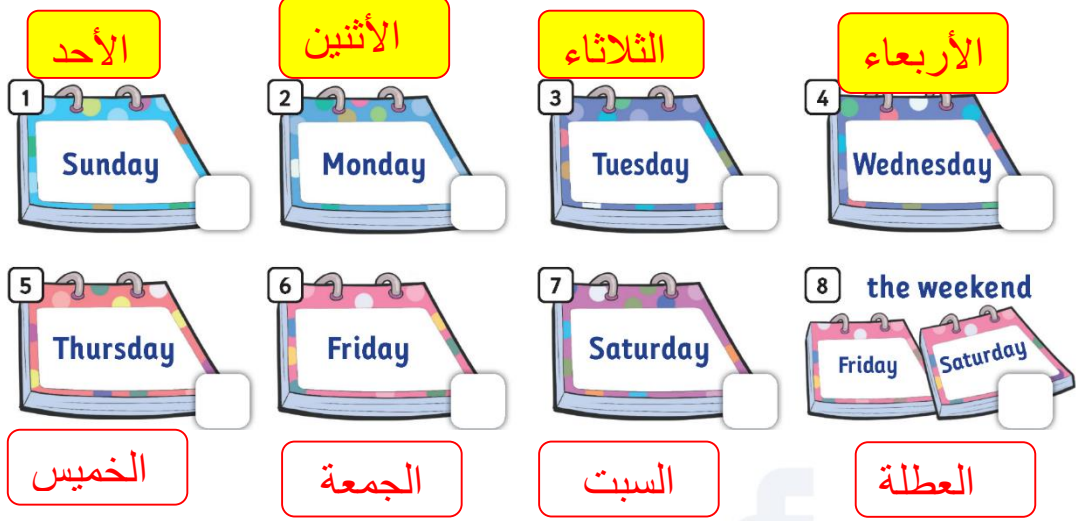 الأحد
الأثنين
الثلاثاء
الأربعاء
1
Sunday
2
Monday
3
Tuesday
4
Wednesday
5
Thursday
6
Friday
7
Saturday
8 the weekend
Friday
Saturday
الخميس
الجمعة
السبت
العطلة